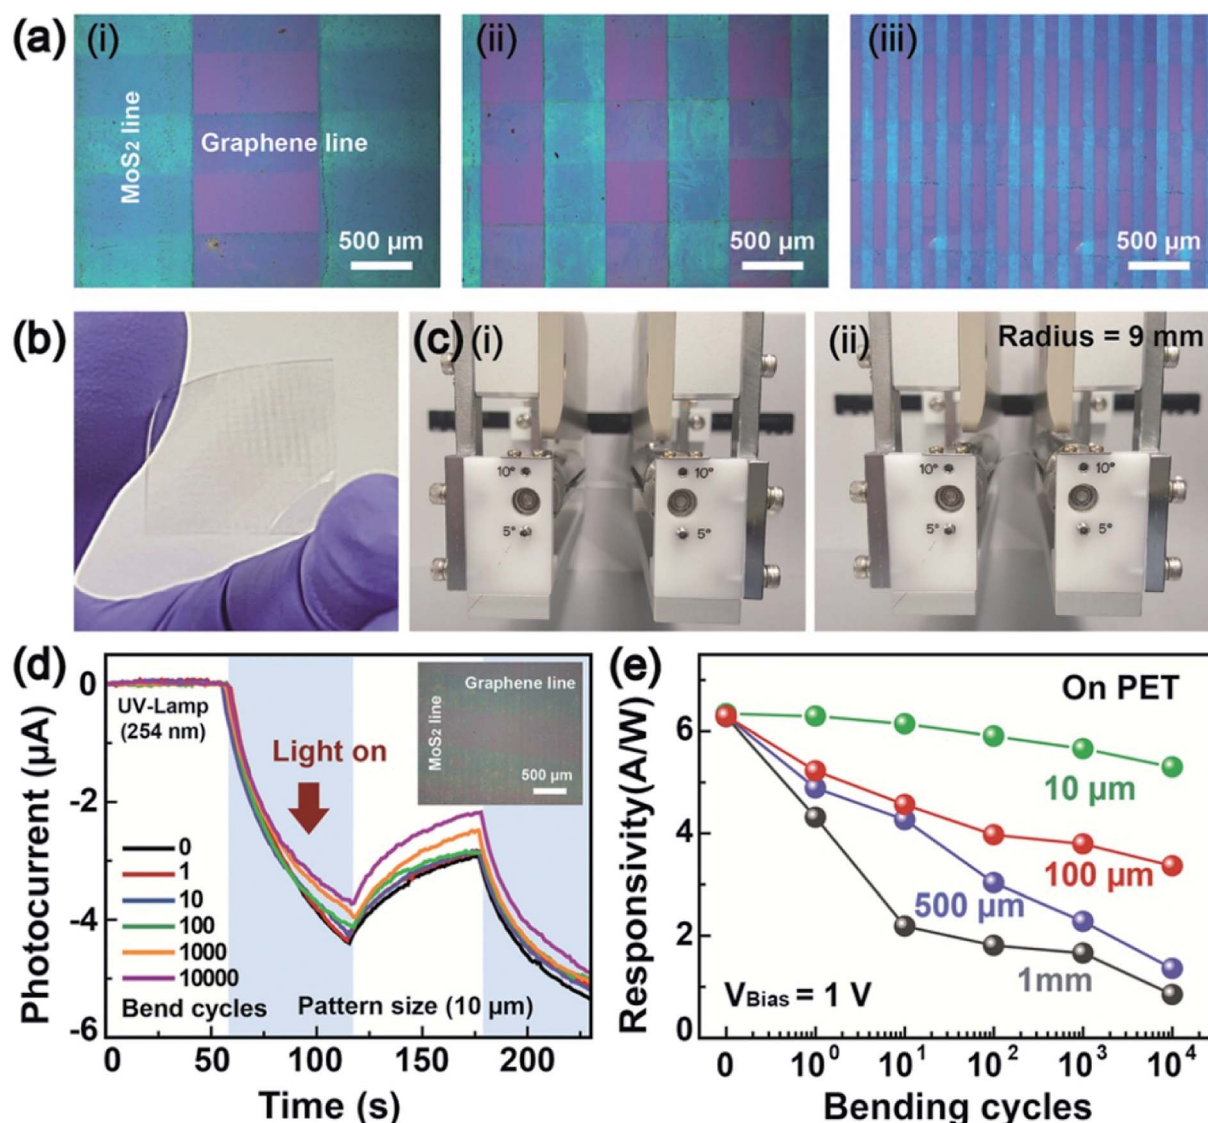 (a)
(i)
MoS2 line
Graphene line
500 µm
(ii)
500 µm
(iii)
500 µm
(b)
(c)
(i)
10°
10°
5°
5°
(ii)
Radius = 9 mm
10°
10°
5°
5°
(d)
Photocurrent (µA)
0
-2
-4
-6
UV-Lamp
(254 nm)
Light on
Graphene line
MoS2 line
500 µm
0
1
10
100
1000
10000
Bend cycles
Pattern size (10 µm)
0
50
100
150
200
Time (s)
(e)
Responsivity(A/W)
6
4
2
0
On PET
10 µm
100 µm
500 µm
1mm
VBias = 1 V
0
10⁰
10¹
10²
10³
10⁴
Bending cycles